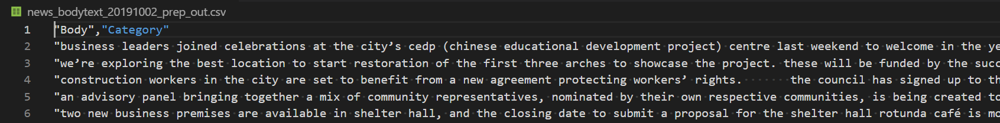 news_bodytext_20191002_prep_out.csv
1 "Body","Category"
2 "business leaders joined celebrations at the city’s cedp (chinese educational development project) centre last weekend to welcome in the ye
3 "we’re exploring the best location to start restoration of the first three arches to showcase the project. these will be funded by the succ
4 "construction workers in the city are set to benefit from a new agreement protecting workers’ rights. the council has signed up to th
5 "an advisory panel bringing together a mix of community representatives, nominated by their own respective communities, is being created to
6 "two new business premises are available in shelter hall, and the closing date to submit a proposal for the shelter hall rotunda café is mo